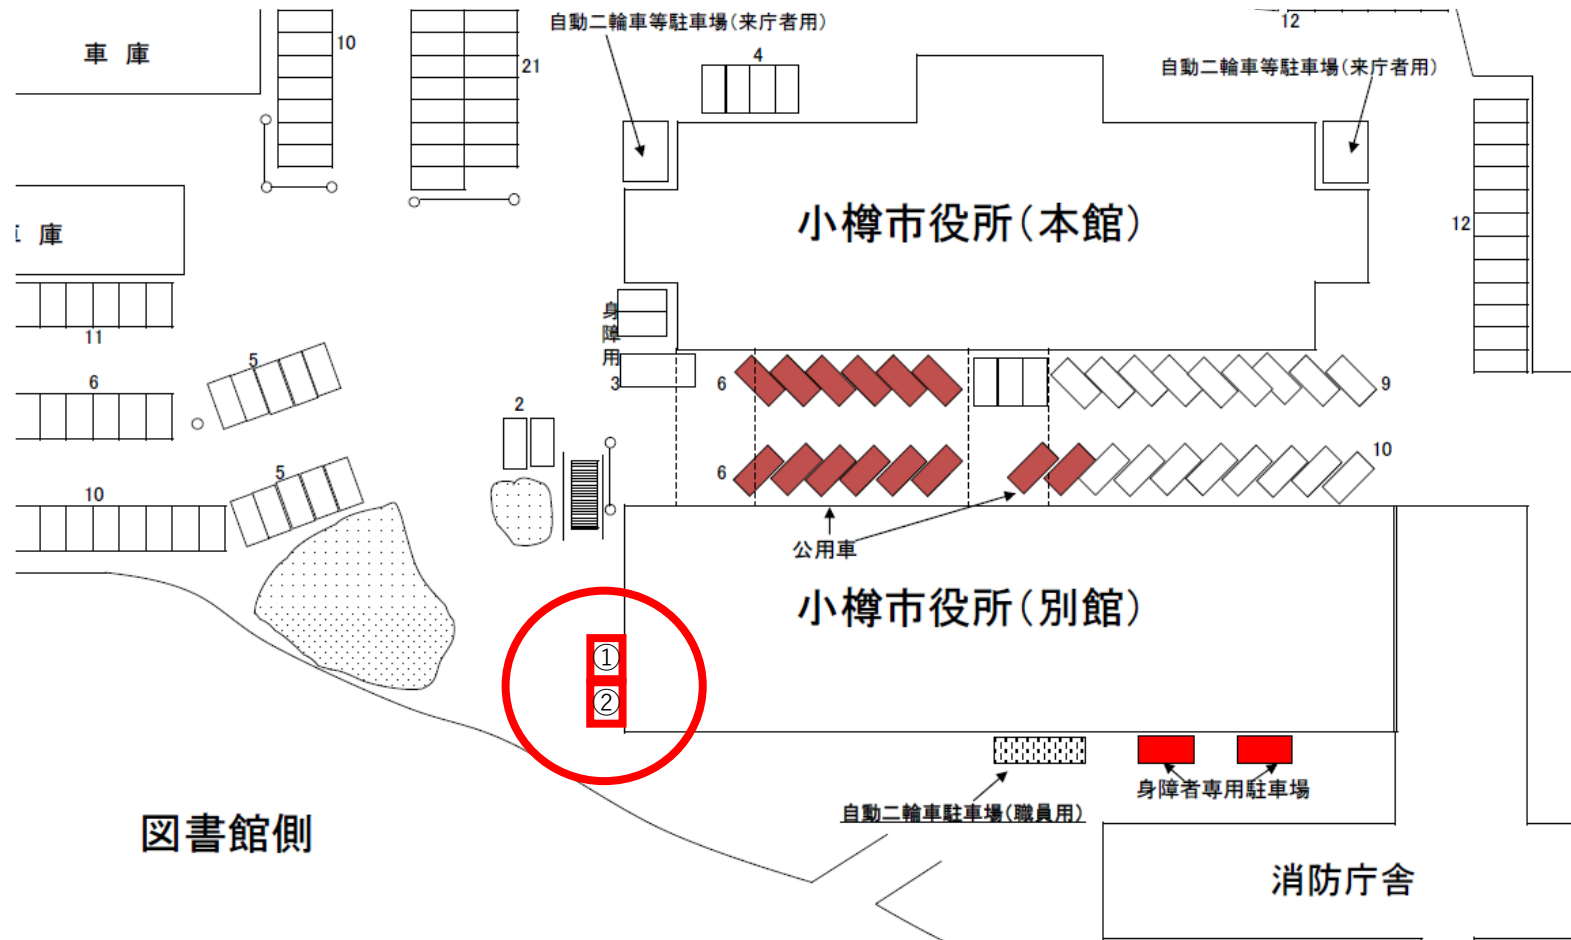 自動二輪車等駐車場(来庁者用)
12
車 庫
10
21
4
自動二輪車等駐車場(来庁者用)
小樽市役所(本館)
12
庫
身障用
3
11
5
6
6
9
2
6
10
5
10
公用車
小樽市役所(別館)
①
②
身障者専用駐車場
自動二輪車駐車場(職員用)
図書館側
消防庁舎